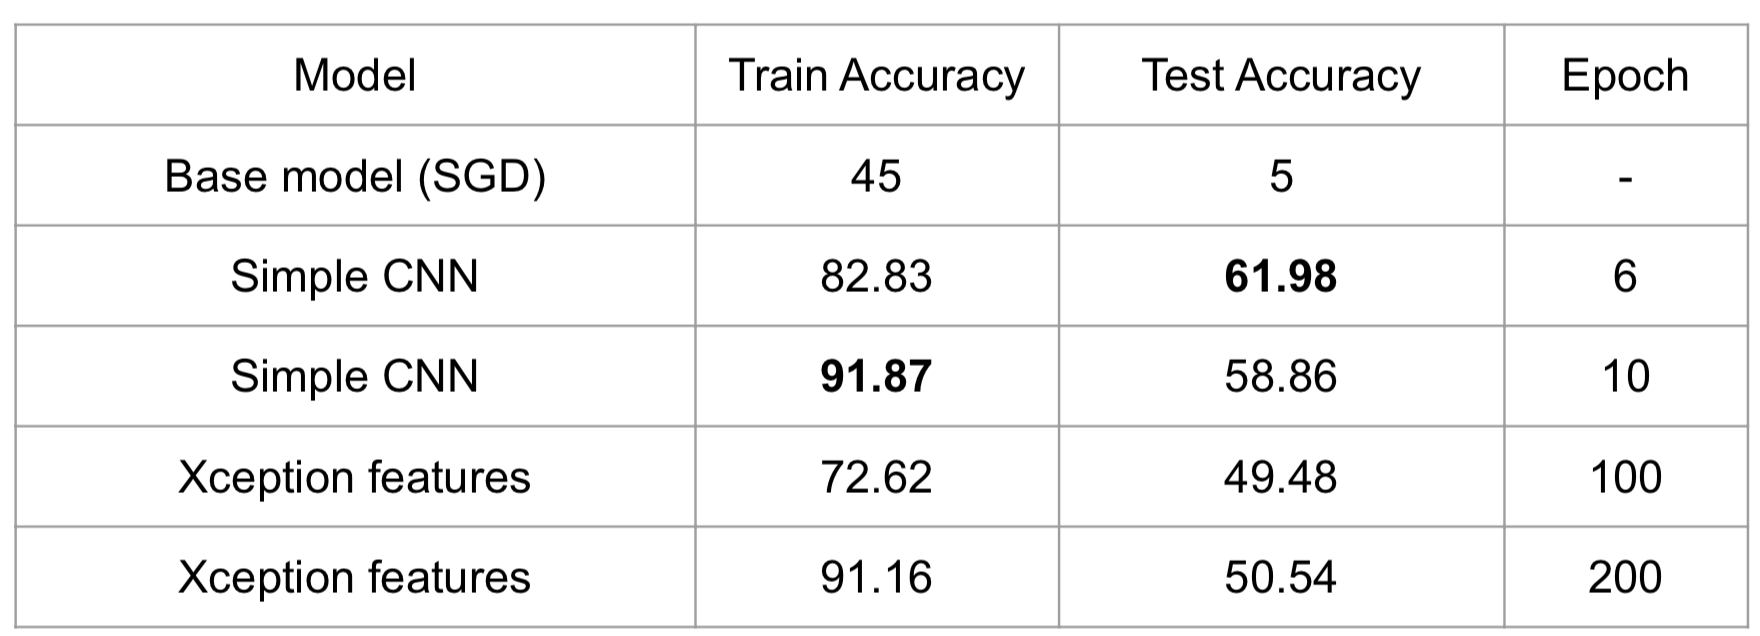 Model Train Accuracy Test Accuracy Epoch
Base model (SGD) 45 5 -
Simple CNN 82.83 61.98 6
Simple CNN 91.87 58.86 10
Xception features 72.62 49.48 100
Xception features 91.16 50.54 200